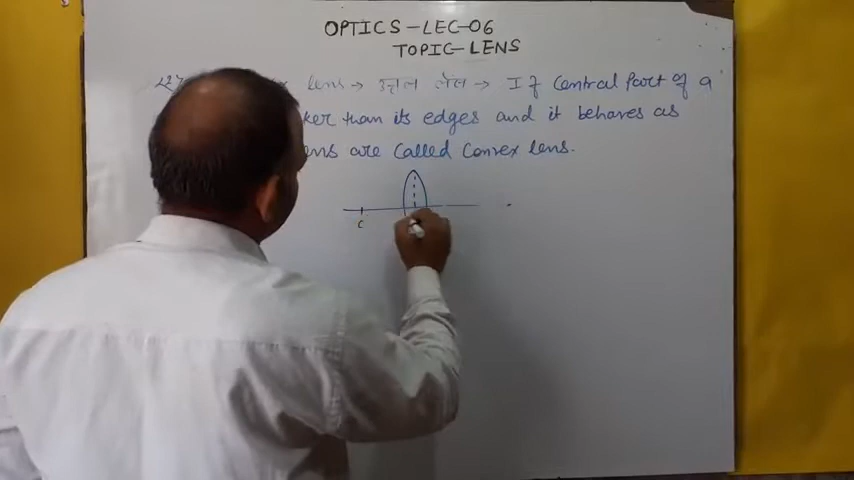 OPTICS-LEC-06
TOPIC-LENS
lens → उत्तल लेंस → If Central Part of a
ker than its edges and it behaves as
ens are Called Convex lens.
C